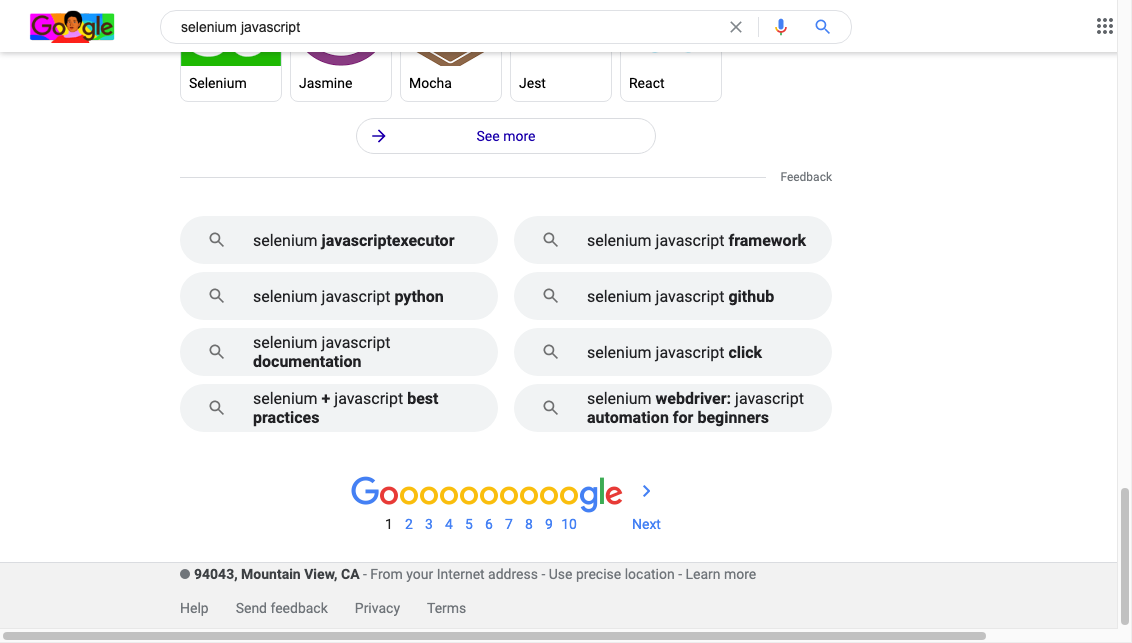 Google
selenium javascript
Selenium
Jasmine
Mocha
Jest
React
See more
Feedback
selenium javascriptexecutor
selenium javascript framework
selenium javascript python
selenium javascript github
selenium javascript
documentation
selenium javascript click
selenium + javascript best
practices
selenium webdriver: javascript
automation for beginners
Goooooooooogle
1 2 3 4 5 6 7 8 9 10 Next
94043, Mountain View, CA - From your Internet address - Use precise location - Learn more
Help Send feedback Privacy Terms